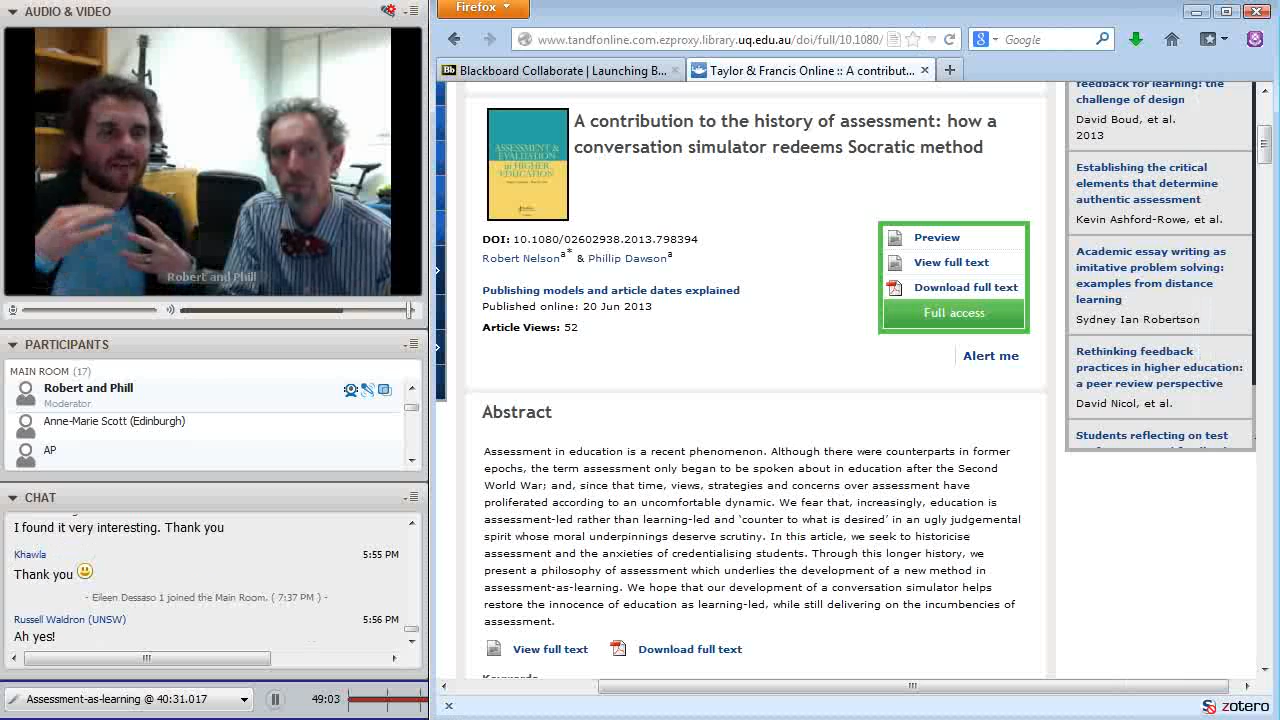 AUDIO & VIDEO
Robert and Phill
PARTICIPANTS
MAIN ROOM (17)
Robert and Phill
Moderator
Anne-Marie Scott (Edinburgh)
AP
CHAT
I found it very interesting. Thank you
Khawla 5:55 PM
Thank you
- Eileen Dessaso 1 joined the Main Room. ( 7:37 PM ) -
Russell Waldron (UNSW) 5:56 PM
Ah yes!
Assessment-as-learning @ 40:31.017
49:03
Firefox
www.tandfonline.com.ezproxy.library.uq.edu.au/doi/full/10.1080/
Google
Bb Blackboard Collaborate | Launching B...
Taylor & Francis Online :: A contribut...
ASSESSMENT &
EVALUATION
in HIGHER
EDUCATION
A contribution to the history of assessment: how a
conversation simulator redeems Socratic method
DOI: 10.1080/02602938.2013.798394
Robert Nelsona* & Phillip Dawsona
Publishing models and article dates explained
Published online: 20 Jun 2013
Article Views: 52
Preview
View full text
Download full text
Full access
Alert me
Abstract
Assessment in education is a recent phenomenon. Although there were counterparts in former
epochs, the term assessment only began to be spoken about in education after the Second
World War; and, since that time, views, strategies and concerns over assessment have
proliferated according to an uncomfortable dynamic. We fear that, increasingly, education is
assessment-led rather than learning-led and ‘counter to what is desired’ in an ugly judgemental
spirit whose moral underpinnings deserve scrutiny. In this article, we seek to historicise
assessment and the anxieties of credentialising students. Through this longer history, we
present a philosophy of assessment which underlies the development of a new method in
assessment-as-learning. We hope that our development of a conversation simulator helps
restore the innocence of education as learning-led, while still delivering on the incumbencies of
assessment.
View full text
Download full text
Keywords
feedback for learning: the
challenge of design
David Boud, et al.
2013
Establishing the critical
elements that determine
authentic assessment
Kevin Ashford-Rowe, et al.
Academic essay writing as
imitative problem solving:
examples from distance
learning
Sydney Ian Robertson
Rethinking feedback
practices in higher education:
a peer review perspective
David Nicol, et al.
Students reflecting on test
zotero